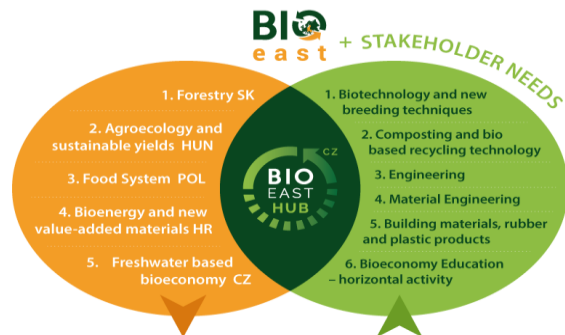 BIO
east
+ STAKEHOLDER NEEDS
1. Forestry SK
2. Agroecology and
sustainable yields HUN
3. Food System POL
4. Bioenergy and new
value-added materials HR
5. Freshwater based
bioeconomy CZ
CZ
BIO
EAST
HUB
1. Biotechnology and new
breeding techniques
2. Composting and bio
based recycling technology
3. Engineering
4. Material Engineering
5. Building materials, rubber
and plastic products
6. Bioeconomy Education
– horizontal activity